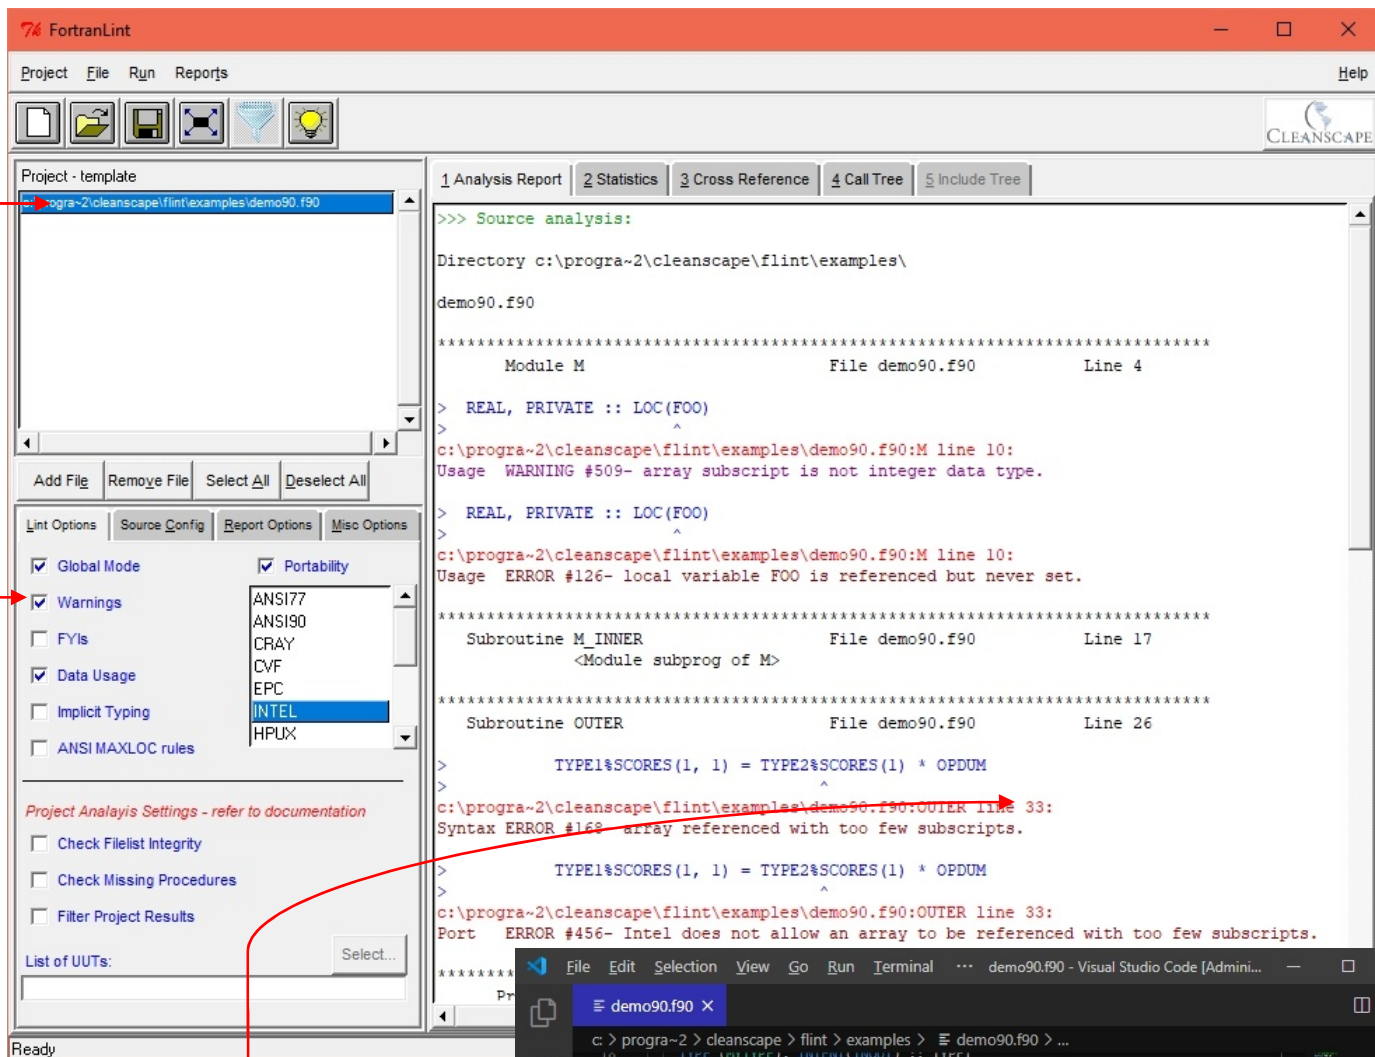 7% FortranLint
Project File Run Reports Help
CLEANSCAPE
Project - template
1 Analysis Report 2 Statistics 3 Cross Reference 4 Call Tree 5 Include Tree
progra~2\cleanscape\flint\examples\demo90.f90
>>> Source analysis:
Directory c:\progra~2\cleanscape\flint\examples\
demo90.f90
********************************************************************************
Module M File demo90.f90 Line 4
> REAL, PRIVATE :: LOC(FOO)
> ^
c:\progra~2\cleanscape\flint\examples\demo90.f90:M line 10:
Usage WARNING #509- array subscript is not integer data type.
> REAL, PRIVATE :: LOC(FOO)
> ^
c:\progra~2\cleanscape\flint\examples\demo90.f90:M line 10:
Usage ERROR #126- local variable FOO is referenced but never set.
********************************************************************************
Subroutine M_INNER File demo90.f90 Line 17
<Module subprog of M>
********************************************************************************
Subroutine OUTER File demo90.f90 Line 26
> TYPE1%SCORES(1, 1) = TYPE2%SCORES(1) * OPDUM
> ^
c:\progra~2\cleanscape\flint\examples\demo90.f90:OUTER line 33:
Syntax ERROR #168- array referenced with too few subscripts.
> TYPE1%SCORES(1, 1) = TYPE2%SCORES(1) * OPDUM
> ^
c:\progra~2\cleanscape\flint\examples\demo90.f90:OUTER line 33:
Port ERROR #456- Intel does not allow an array to be referenced with too few subscripts.
********
Pr
Add File Remove File Select All Deselect All
Lint Options Source Config Report Options Misc Options
Global Mode Portability
Warnings
FYIs
Data Usage
Implicit Typing
ANSI MAXLOC rules
ANSI77
ANSI90
CRAY
CVF
EPC
INTEL
HPUX
Project Analayis Settings - refer to documentation
Check Filelist Integrity
Check Missing Procedures
Filter Project Results
List of UUTs: Select...
Ready
File Edit Selection View Go Run Terminal ··· demo90.f90 - Visual Studio Code [Admini...
demo90.f90
c: > progra~2 > cleanscape > flint > examples > demo90.f90 > ...